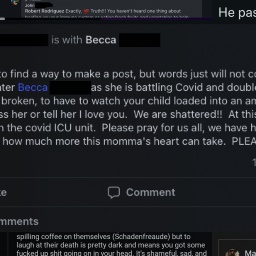 Robert Rodriguez Exactly. Truth!!! You haven't heard one thing about
He pas
is with Becca
to find a way to make a post, but words just will not co
Becca as she is battling Covid and double
broken, to have to watch your child loaded into an an
ss her or tell her I love you. We are shattered!! At this
n the covid ICU unit. Please pray for us all, we have h
how much more this momma's heart can take. PLEA
ke
Comment
mments
spilling coffee on themselves (Schadenfreude) but to
laugh at their death is pretty dark and means you got some
fucked up shit going on in your head. It's shameful, sad, and
Ma